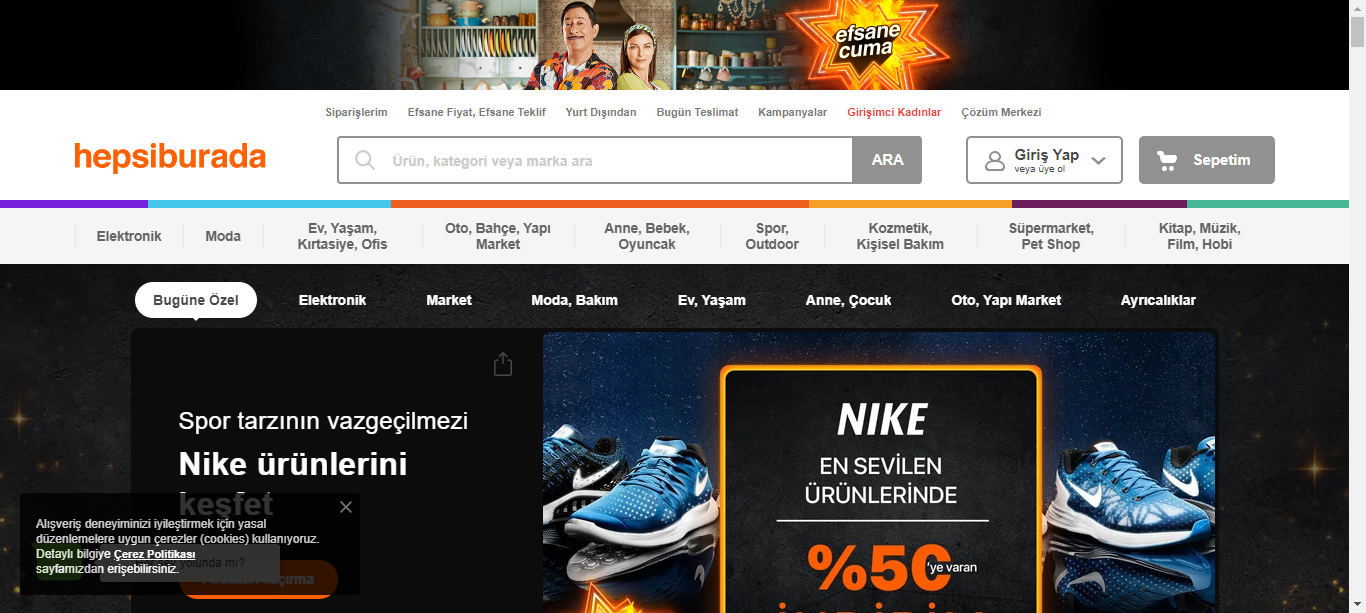 efsane
cuma
Siparişlerim Efsane Fiyat, Efsane Teklif Yurt Dışından Bugün Teslimat Kampanyalar Girişimci Kadınlar Çözüm Merkezi
hepsiburada
Ürün, kategori veya marka ara
ARA
Giriş Yap
veya üye ol
Sepetim
Elektronik
Moda
Ev, Yaşam,
Kırtasiye, Ofis
Oto, Bahçe, Yapı
Market
Anne, Bebek,
Oyuncak
Spor,
Outdoor
Kozmetik,
Kişisel Bakım
Süpermarket,
Pet Shop
Kitap, Müzik,
Film, Hobi
Bugüne Özel Elektronik Market Moda, Bakım Ev, Yaşam Anne, Çocuk Oto, Yapı Market Ayrıcalıklar
Spor tarzının vazgeçilmezi
Nike ürünlerini
keşfet
Alışveriş deneyiminizi iyileştirmek için yasal
düzenlemelere uygun çerezler (cookies) kullanıyoruz.
Detaylı bilgiye Çerez Politikası
sayfamızdan erişebilirsiniz.
yolunda mı?
NIKE
EN SEVİLEN
ÜRÜNLERİNDE
%50
'ye varan